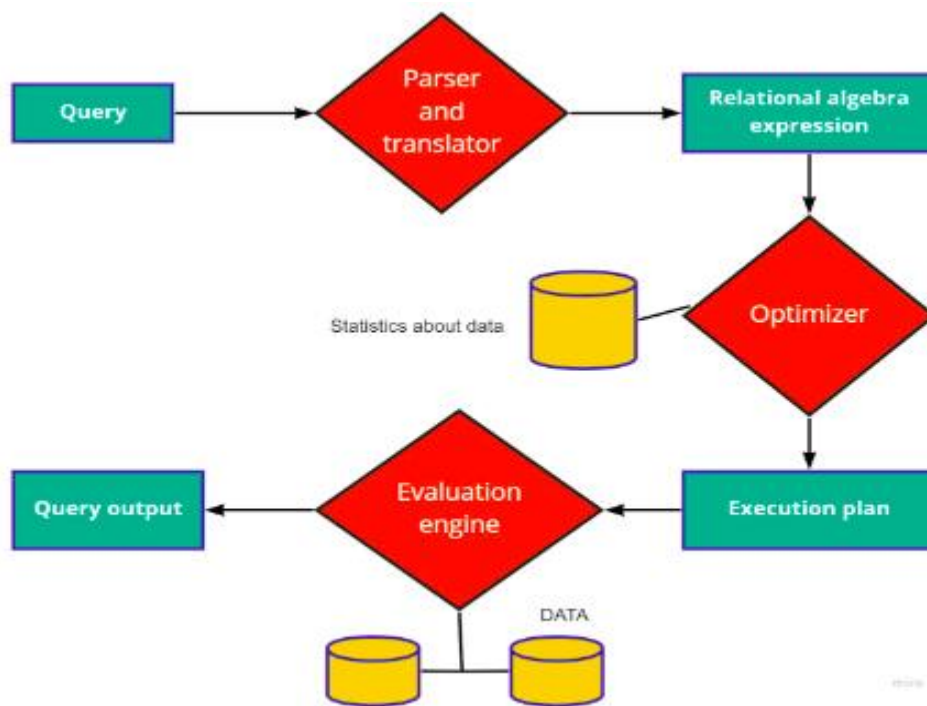 Query
Parser
and
translator
Relational algebra
expression
Statistics about data
Optimizer
Query output
Evaluation
engine
Execution plan
DATA